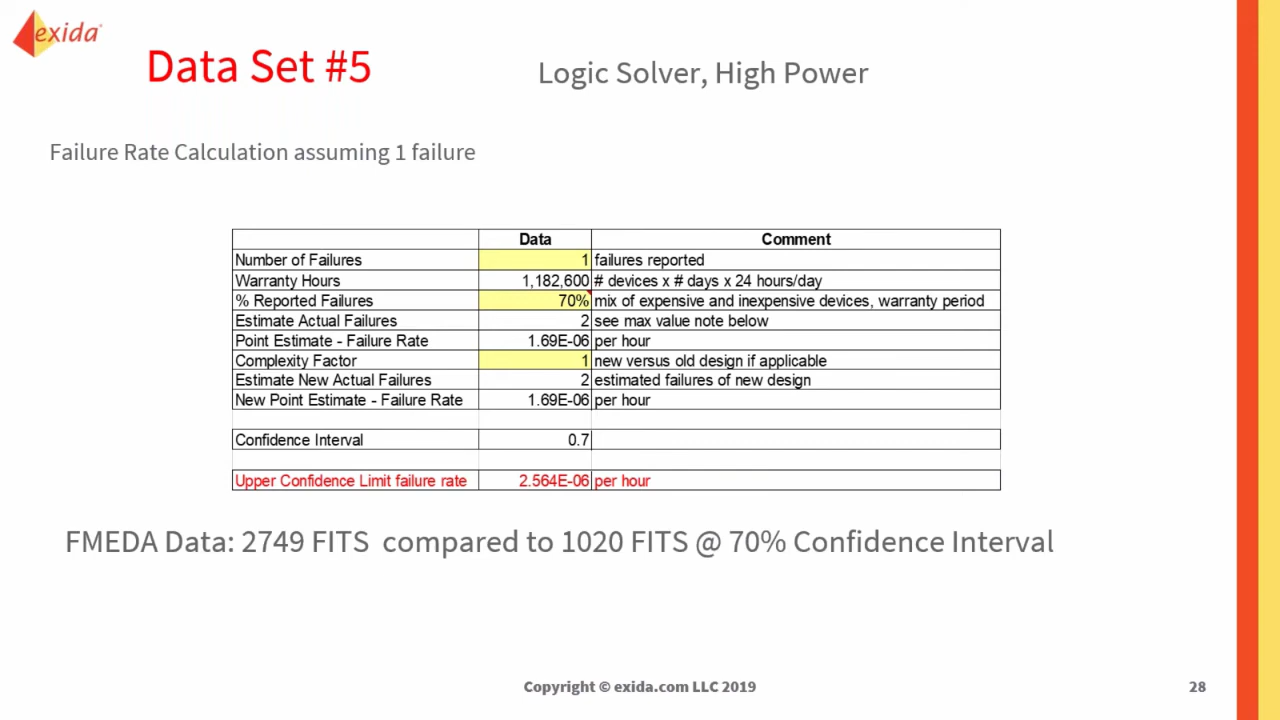 exida
Data Set #5
Logic Solver, High Power
Failure Rate Calculation assuming 1 failure
Data Comment
Number of Failures 1 failures reported
Warranty Hours 1,182,600 # devices x # days x 24 hours/day
% Reported Failures 70% mix of expensive and inexpensive devices, warranty period
Estimate Actual Failures 2 see max value note below
Point Estimate - Failure Rate 1.69E-06 per hour
Complexity Factor 1 new versus old design if applicable
Estimate New Actual Failures 2 estimated failures of new design
New Point Estimate - Failure Rate 1.69E-06 per hour
Confidence Interval 0.7
Upper Confidence Limit failure rate 2.564E-06 per hour
FMEDA Data: 2749 FITS compared to 1020 FITS @ 70% Confidence Interval
Copyright © exida.com LLC 2019
28